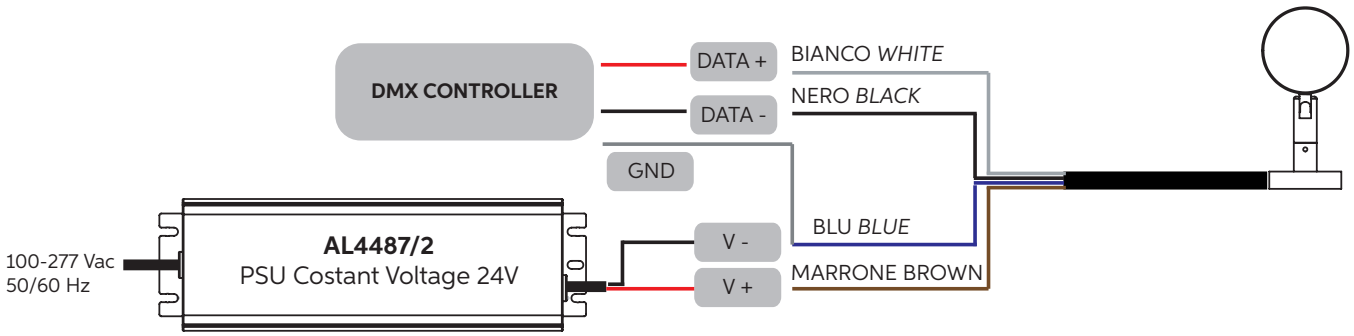 DATA + BIANCO WHITE
DMX CONTROLLER
NERO BLACK
DATA -
GND
BLU BLUE
V -
AL4487/2
100-277 Vac
PSU Costant Voltage 24V
MARRONE BROWN
50/60 Hz
V +